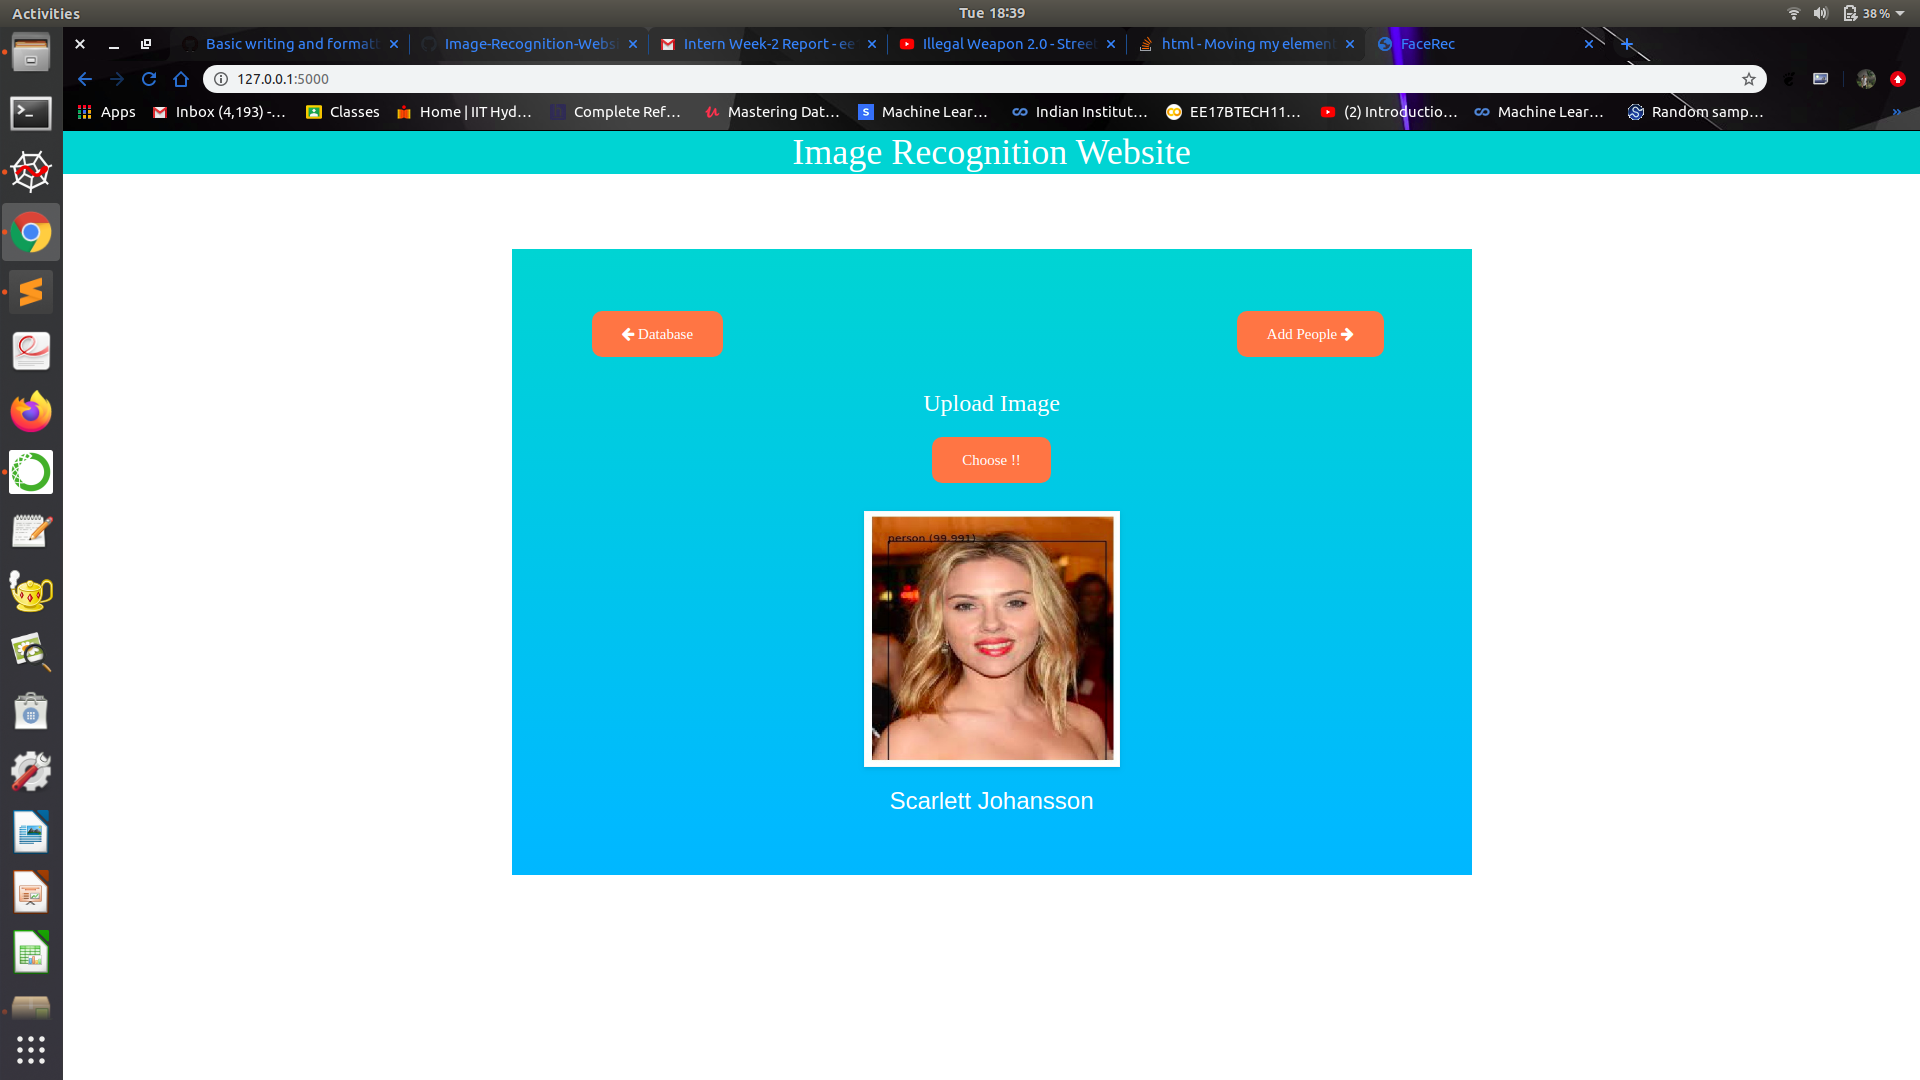 Activities
Tue 18:39
38 %
Basic writing and formatt
Image-Recognition-Websi
Intern Week-2 Report - ee
Illegal Weapon 2.0 - Street
html - Moving my element
FaceRec
127.0.0.1:5000
Apps
Inbox (4,193) -...
Classes
Home | IIT Hyd...
Complete Ref...
Mastering Dat...
Machine Lear...
Indian Institut...
EE17BTECH11...
(2) Introductio...
Machine Lear...
Random samp...
»
Image Recognition Website
Database
Add People
Upload Image
Choose !!
person (99.991)
Scarlett Johansson